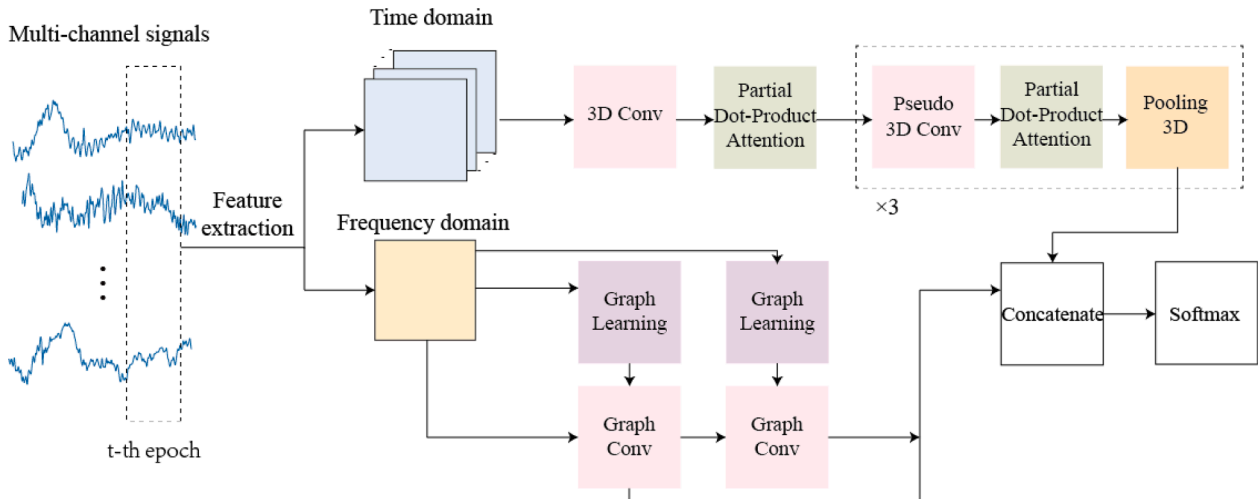 Time domain
Multi-channel signals
3D Conv
Partial
Dot-Product
Attention
Pseudo
3D Conv
Partial
Dot-Product
Attention
Pooling
3D
×3
Feature
extraction
Frequency domain
Graph
Learning
Graph
Learning
Concatenate
Softmax
Graph
Conv
Graph
Conv
t-th epoch